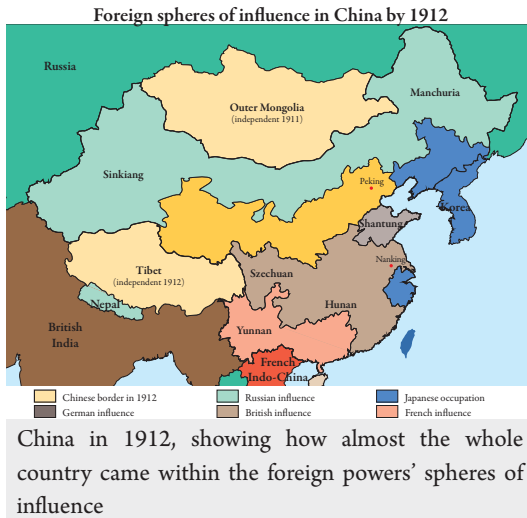 Foreign spheres of influence in China by 1912
Russia
Manchuria
Outer Mongolia
(independent 1911)
Sinkiang
Peking
Korea
Shantung
Nanking
Tibet
(independent 1912)
Szechuan
Nepal
Hunan
British
India
Yunnan
French
Indo-China
Chinese border in 1912
Russian influence
Japanese occupation
German influence
British influence
French influence
China in 1912, showing how almost the whole
country came within the foreign powers’ spheres of
influence